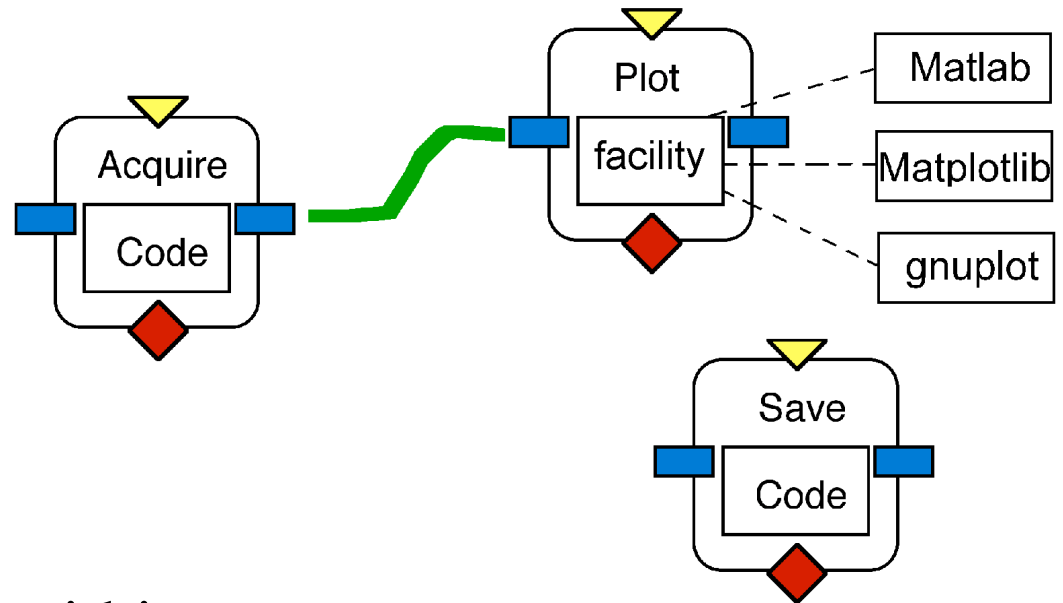 Plot
facility
Matlab
Matplotlib
gnuplot
Acquire
Code
Save
Code